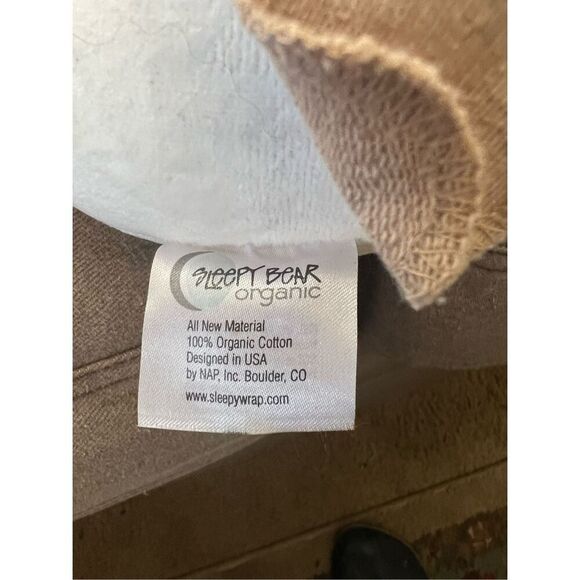 SLEEPY BEAR
organic
All New Material
100% Organic Cotton
Designed in USA
by NAP, Inc. Boulder, CO
www.sleepywrap.com